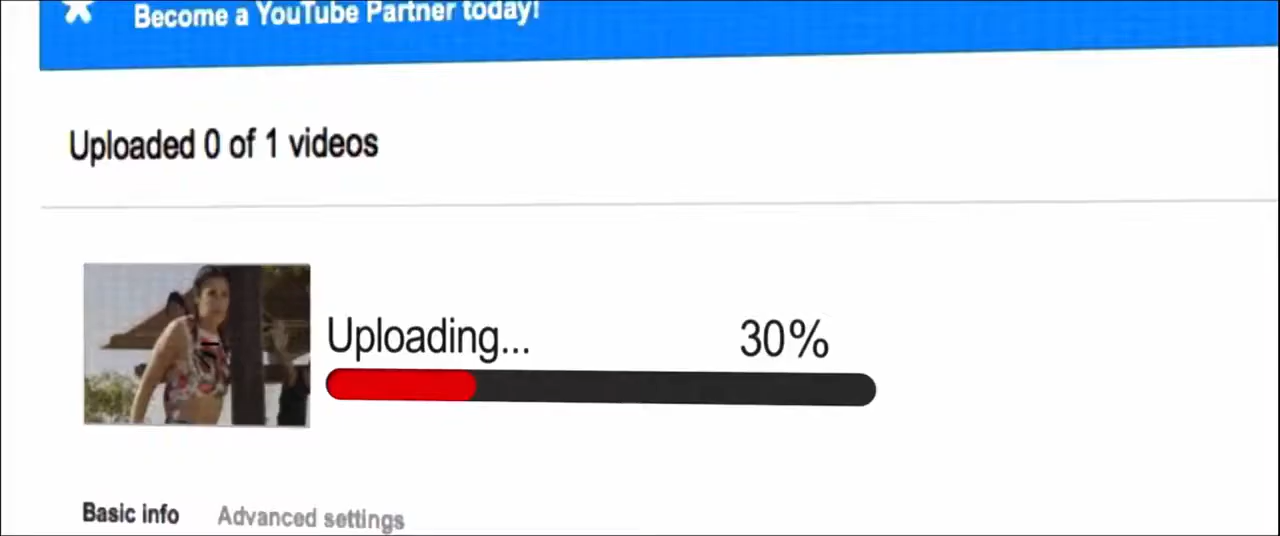 Become a YouTube Partner today!
Uploaded 0 of 1 videos
Uploading... 30%
Basic info Advanced settings